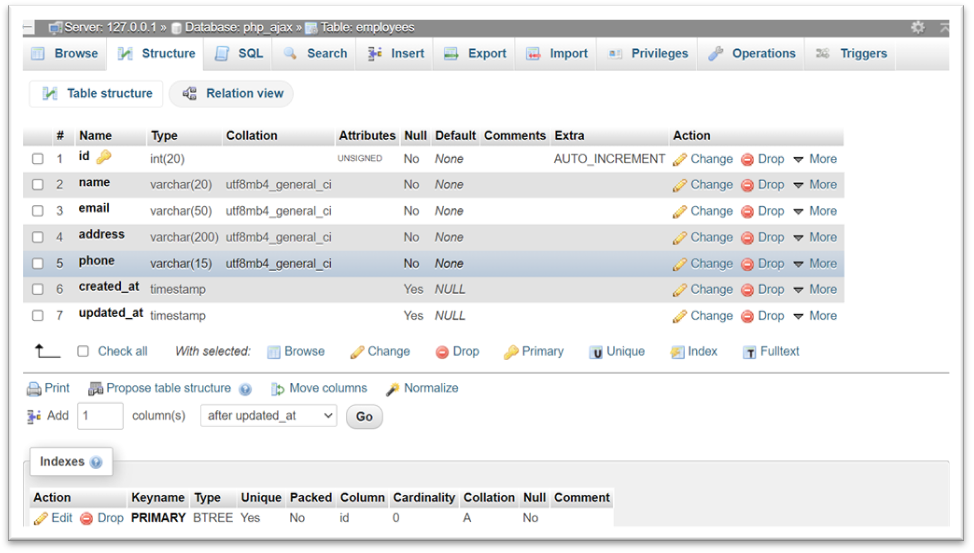 Server: 127.0.0.1 » Database: php_ajax » Table: employees
Browse Structure SQL Search Insert Export Import Privileges Operations Triggers
Table structure Relation view
# Name Type Collation Attributes Null Default Comments Extra Action
1 id int(20) UNSIGNED No None AUTO_INCREMENT Change Drop More
2 name varchar(20) utf8mb4_general_ci No None Change Drop More
3 email varchar(50) utf8mb4_general_ci No None Change Drop More
4 address varchar(200) utf8mb4_general_ci No None Change Drop More
5 phone varchar(15) utf8mb4_general_ci No None Change Drop More
6 created_at timestamp Yes NULL Change Drop More
7 updated_at timestamp Yes NULL Change Drop More
Check all With selected: Browse Change Drop Primary Unique Index Fulltext
Print Propose table structure Move columns Normalize
Add 1 column(s) after updated_at Go
Indexes
Action Keyname Type Unique Packed Column Cardinality Collation Null Comment
Edit Drop PRIMARY BTREE Yes No id 0 A No